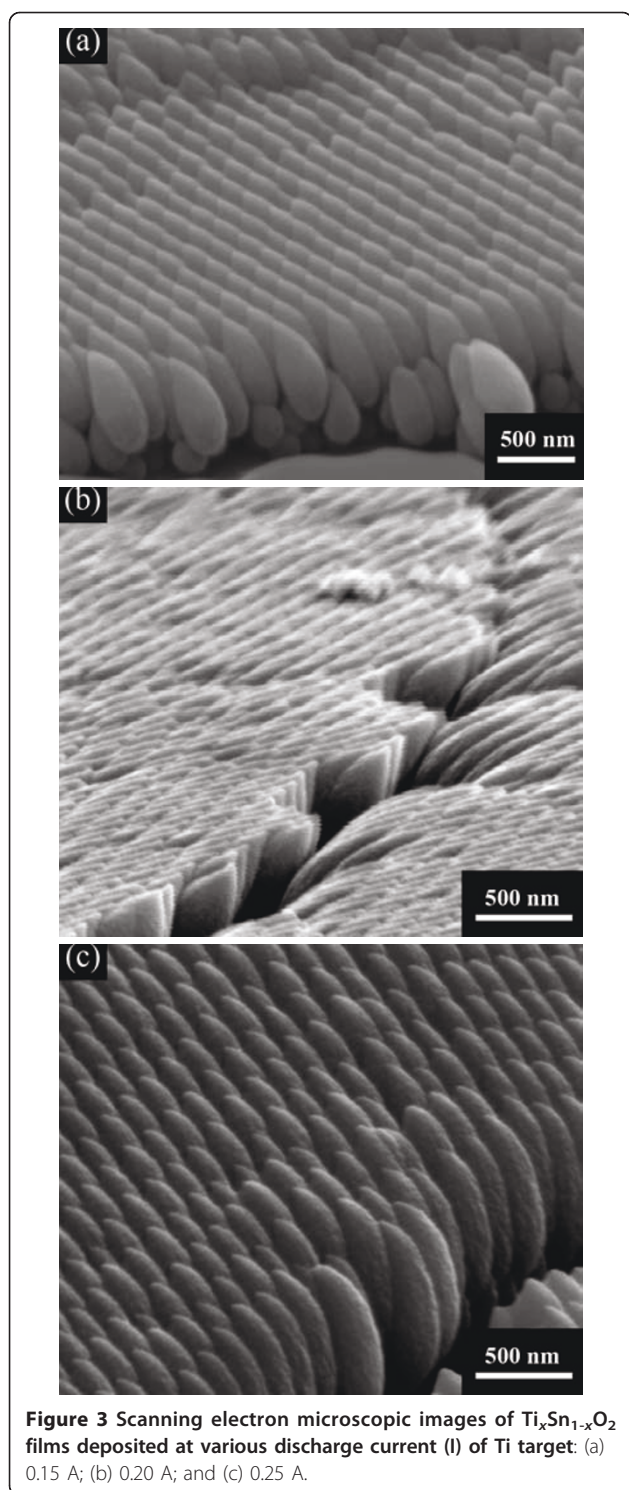 (a)
500 nm
(b)
500 nm
(c)
500 nm
Figure 3 Scanning electron microscopic images of TiₓSn₁₋ₓO₂
films deposited at various discharge current (I) of Ti target: (a)
0.15 A; (b) 0.20 A; and (c) 0.25 A.